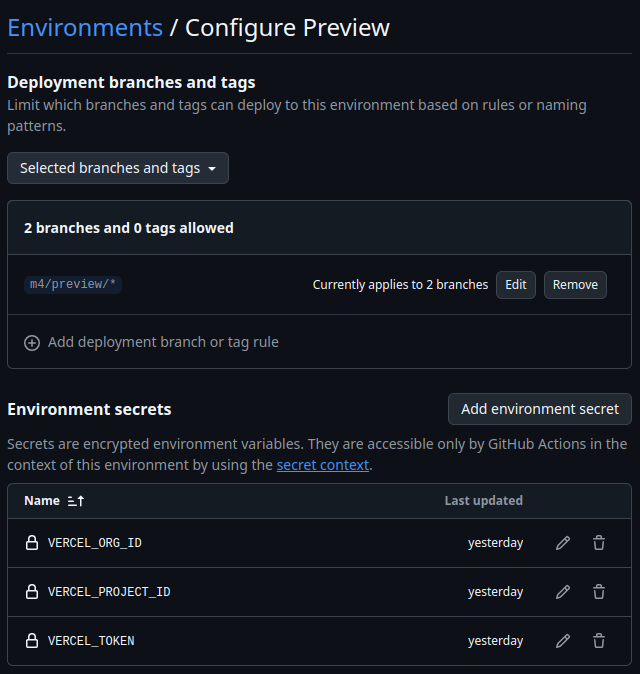 Environments / Configure Preview
Deployment branches and tags
Limit which branches and tags can deploy to this environment based on rules or naming
patterns.
Selected branches and tags
2 branches and 0 tags allowed
m4/preview/*
Currently applies to 2 branches
Edit
Remove
Add deployment branch or tag rule
Environment secrets
Add environment secret
Secrets are encrypted environment variables. They are accessible only by GitHub Actions in the
context of this environment by using the secret context.
Name
Last updated
VERCEL_ORG_ID
yesterday
VERCEL_PROJECT_ID
yesterday
VERCEL_TOKEN
yesterday